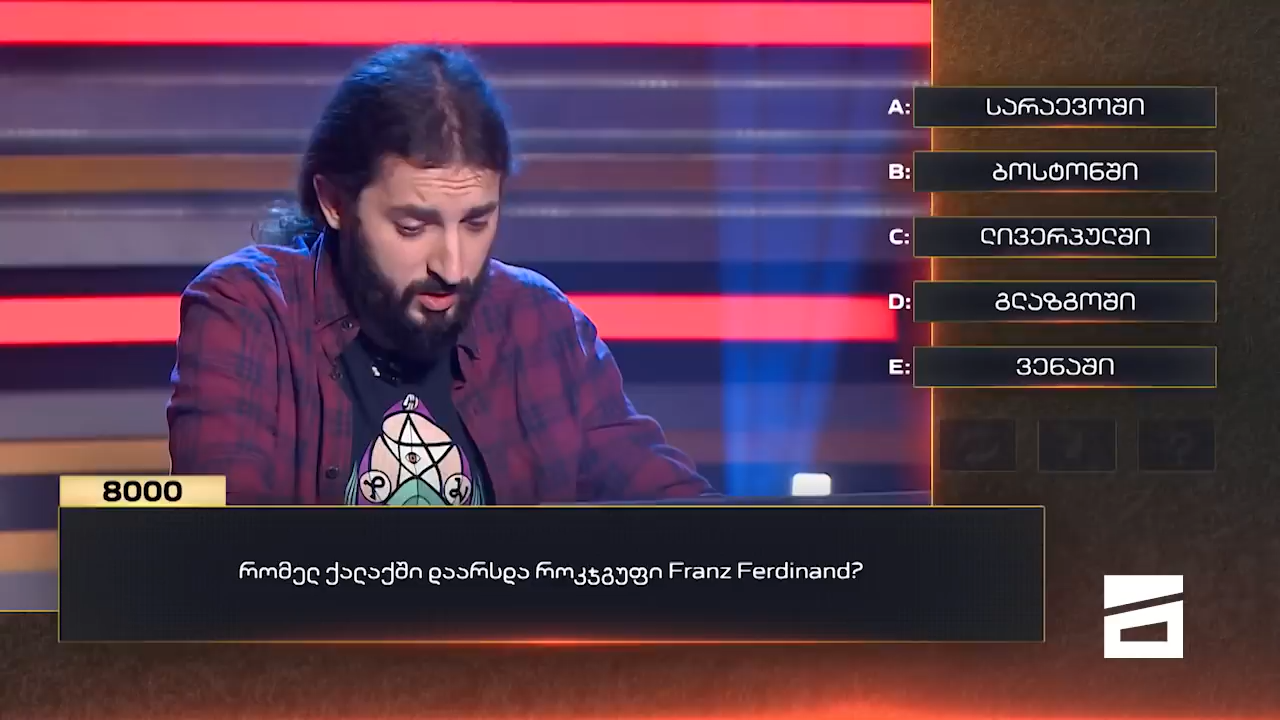 A: სარაევოში
B: ბოსტონში
C: ლივერპულში
D: გლაზგოში
E: ვენაში
8000
რომელ ქალაქში დაარსდა როკჯგუფი Franz Ferdinand?